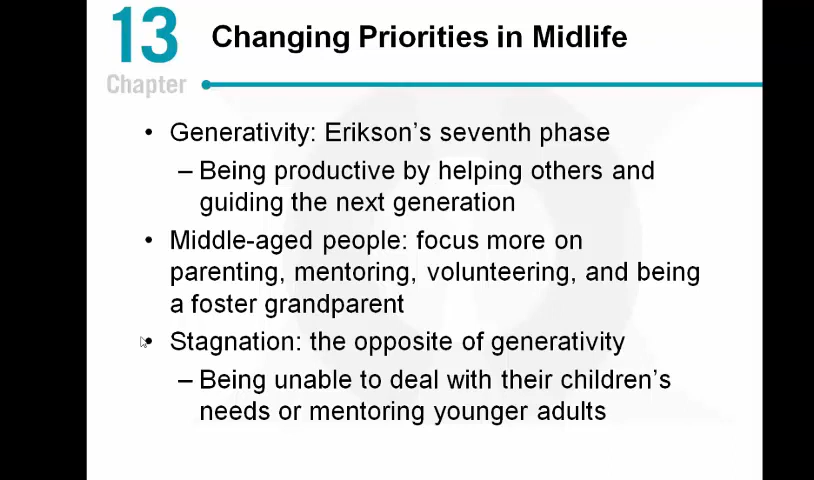 13
Chapter
Changing Priorities in Midlife
• Generativity: Erikson's seventh phase
– Being productive by helping others and
guiding the next generation
• Middle-aged people: focus more on
parenting, mentoring, volunteering, and being
a foster grandparent
• Stagnation: the opposite of generativity
– Being unable to deal with their children's
needs or mentoring younger adults